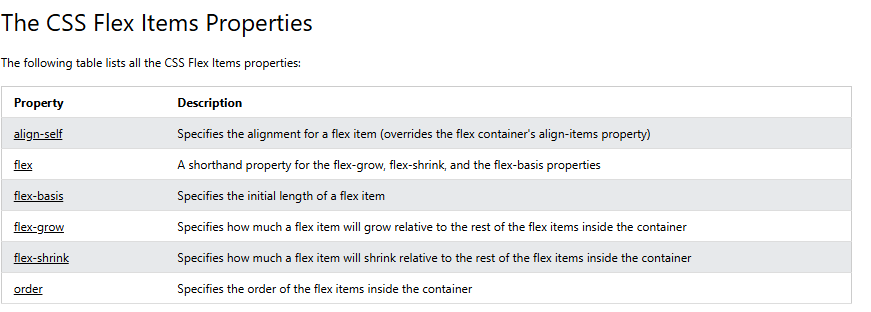 The CSS Flex Items Properties
The following table lists all the CSS Flex Items properties:
Property Description
align-self Specifies the alignment for a flex item (overrides the flex container's align-items property)
flex A shorthand property for the flex-grow, flex-shrink, and the flex-basis properties
flex-basis Specifies the initial length of a flex item
flex-grow Specifies how much a flex item will grow relative to the rest of the flex items inside the container
flex-shrink Specifies how much a flex item will shrink relative to the rest of the flex items inside the container
order Specifies the order of the flex items inside the container